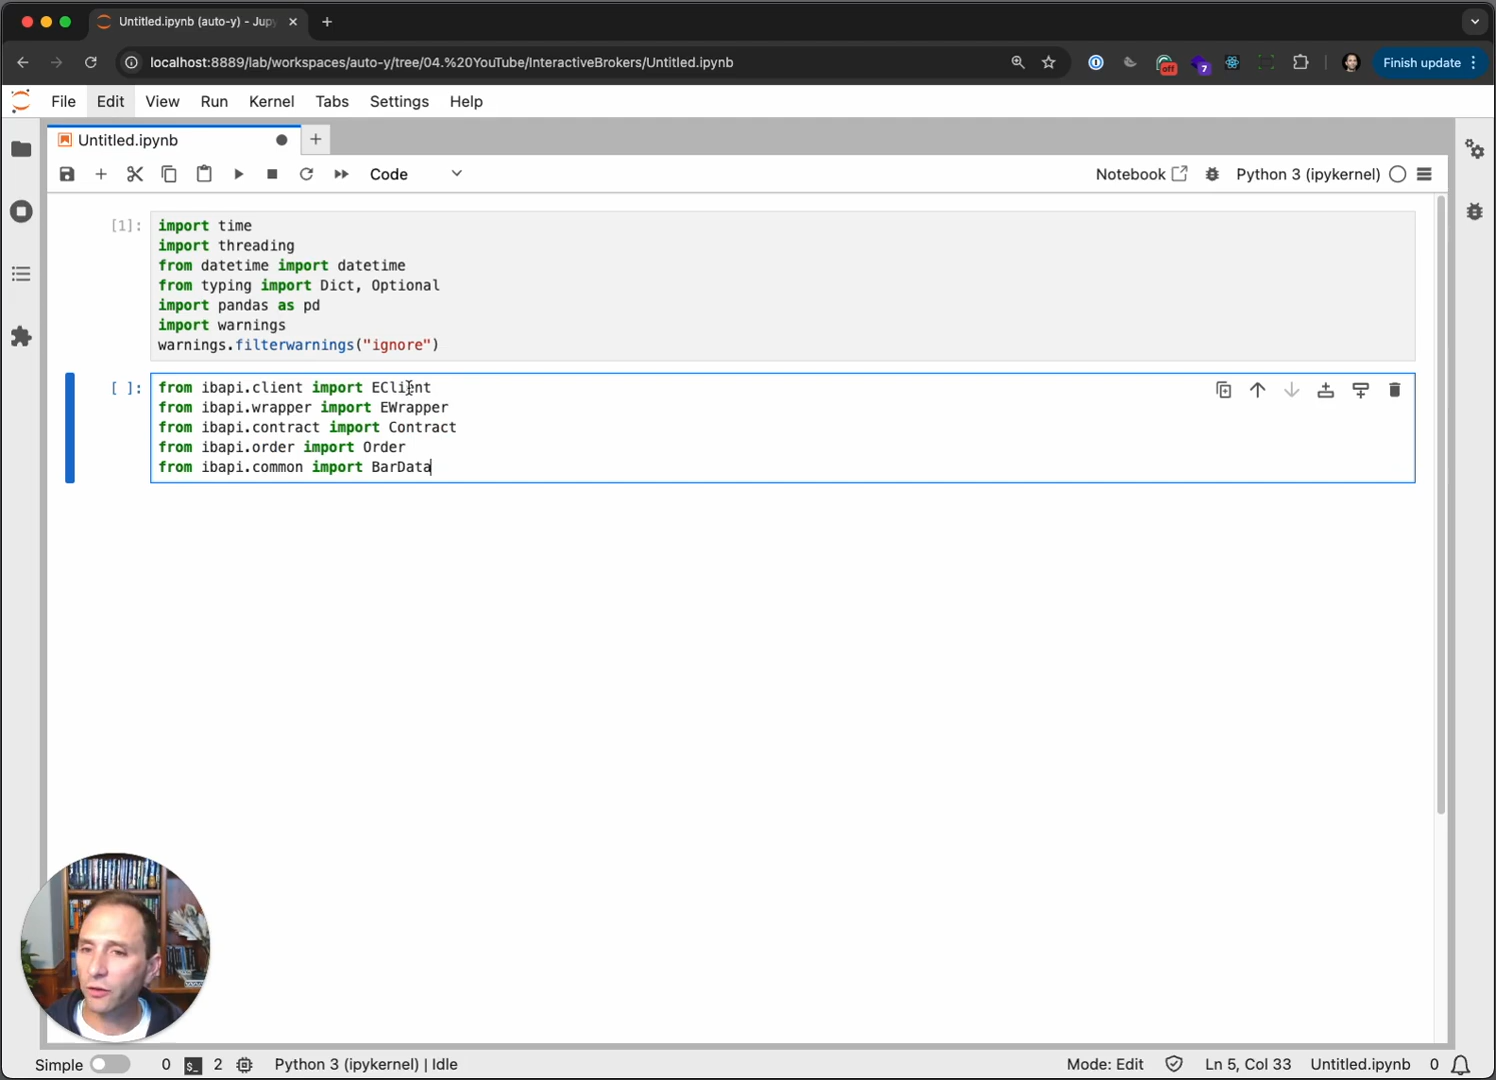 Untitled.ipynb (auto-y) - Jup
localhost:8889/lab/workspaces/auto-y/tree/04.%20YouTube/InteractiveBrokers/Untitled.ipynb
off
7
Finish update
File Edit View Run Kernel Tabs Settings Help
Untitled.ipynb
Code
Notebook
Python 3 (ipykernel)
[1]:
import time
import threading
from datetime import datetime
from typing import Dict, Optional
import pandas as pd
import warnings
warnings.filterwarnings("ignore")
[ ]:
from ibapi.client import EClient
from ibapi.wrapper import EWrapper
from ibapi.contract import Contract
from ibapi.order import Order
from ibapi.common import BarData
Simple 0 $_ 2 Python 3 (ipykernel) | Idle
Mode: Edit Ln 5, Col 33 Untitled.ipynb 0